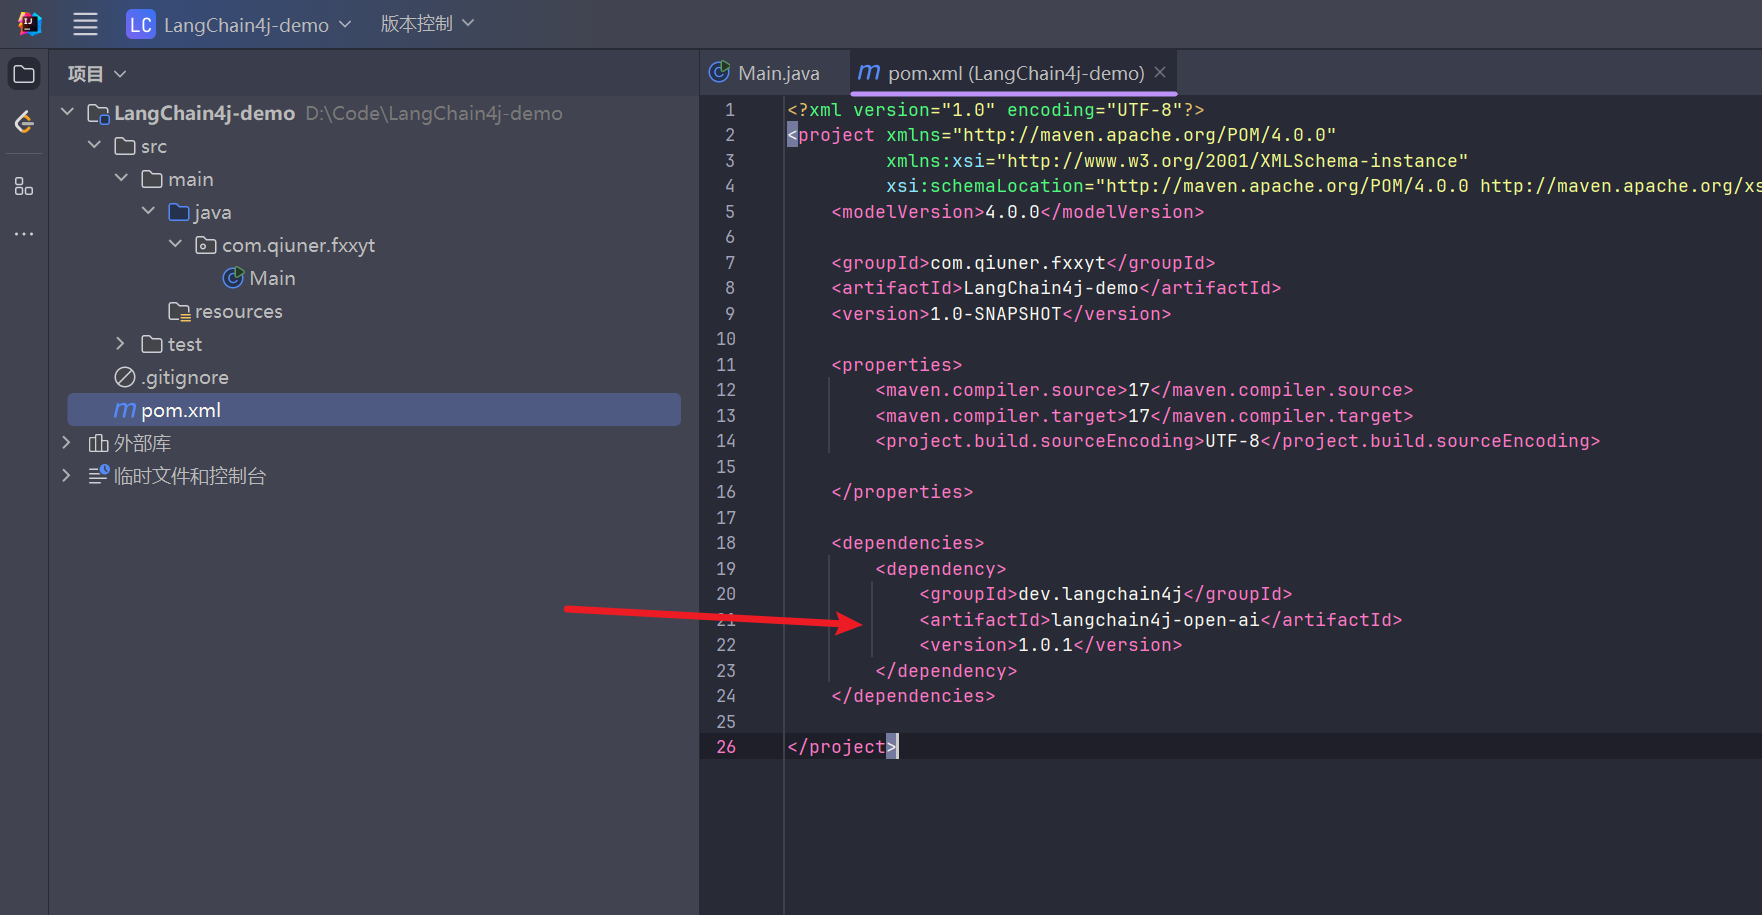 LC LangChain4j-demo 版本控制
项目
LangChain4j-demo D:\Code\LangChain4j-demo
src
main
java
com.qiuner.fxxyt
Main
resources
test
.gitignore
m pom.xml
外部库
临时文件和控制台
Main.java m pom.xml (LangChain4j-demo)
1 <?xml version="1.0" encoding="UTF-8"?>
2 <project xmlns="http://maven.apache.org/POM/4.0.0"
3 xmlns:xsi="http://www.w3.org/2001/XMLSchema-instance"
4 xsi:schemaLocation="http://maven.apache.org/POM/4.0.0 http://maven.apache.org/xs
5 <modelVersion>4.0.0</modelVersion>
6
7 <groupId>com.qiuner.fxxyt</groupId>
8 <artifactId>LangChain4j-demo</artifactId>
9 <version>1.0-SNAPSHOT</version>
10
11 <properties>
12 <maven.compiler.source>17</maven.compiler.source>
13 <maven.compiler.target>17</maven.compiler.target>
14 <project.build.sourceEncoding>UTF-8</project.build.sourceEncoding>
15
16 </properties>
17
18 <dependencies>
19 <dependency>
20 <groupId>dev.langchain4j</groupId>
21 <artifactId>langchain4j-open-ai</artifactId>
22 <version>1.0.1</version>
23 </dependency>
24 </dependencies>
25
26 </project>